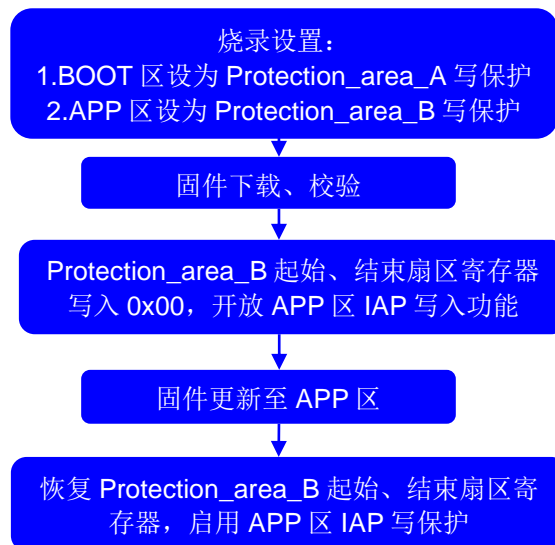 烧录设置：
1.BOOT 区设为 Protection_area_A 写保护
2.APP 区设为 Protection_area_B 写保护
固件下载、校验
Protection_area_B 起始、结束扇区寄存器
写入 0x00，开放 APP 区 IAP 写入功能
固件更新至 APP 区
恢复 Protection_area_B 起始、结束扇区寄
存器，启用 APP 区 IAP 写保护